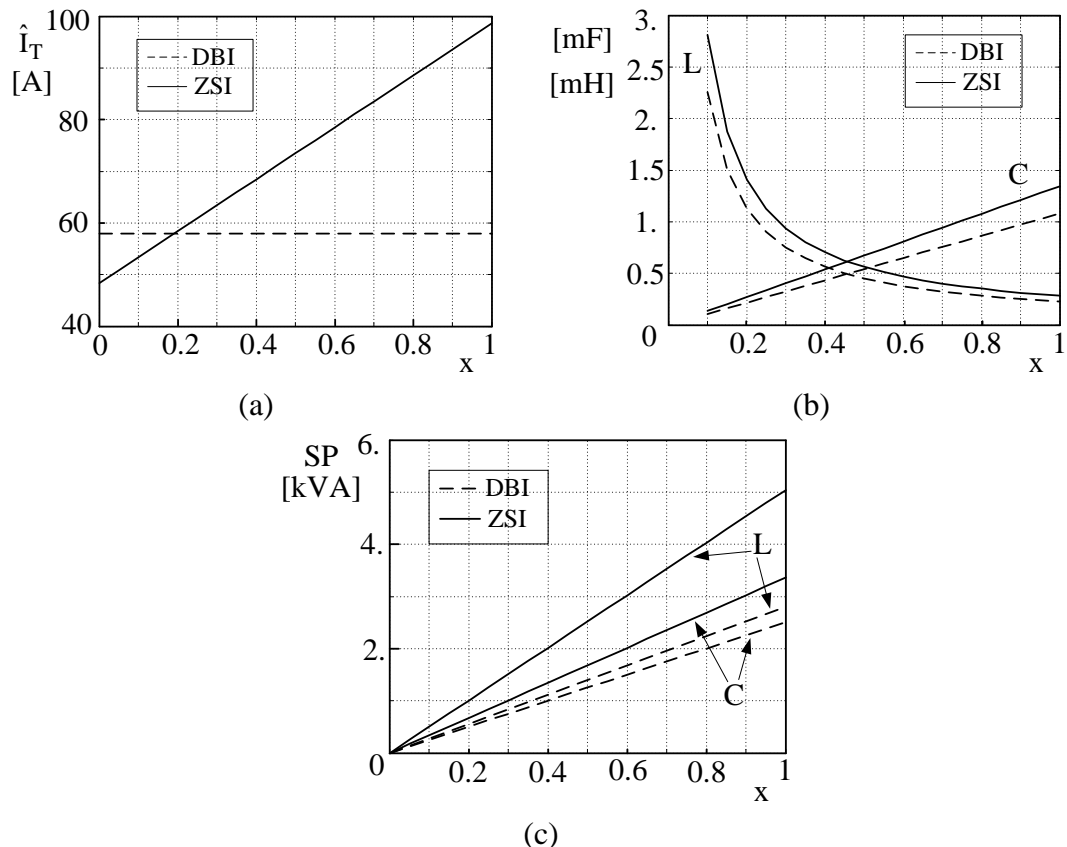 Î_T
[A]
100
80
60
40
DBI
ZSI
0 0.2 0.4 0.6 0.8 1
x
(a)
[mF]
[mH]
3.
2.5
2.
1.5
1
0.5
0
L
C
DBI
ZSI
0.2 0.4 0.6 0.8 1
x
(b)
SP
[kVA]
6.
4.
2.
0
DBI
ZSI
L
C
0.2 0.4 0.6 0.8 1
x
(c)